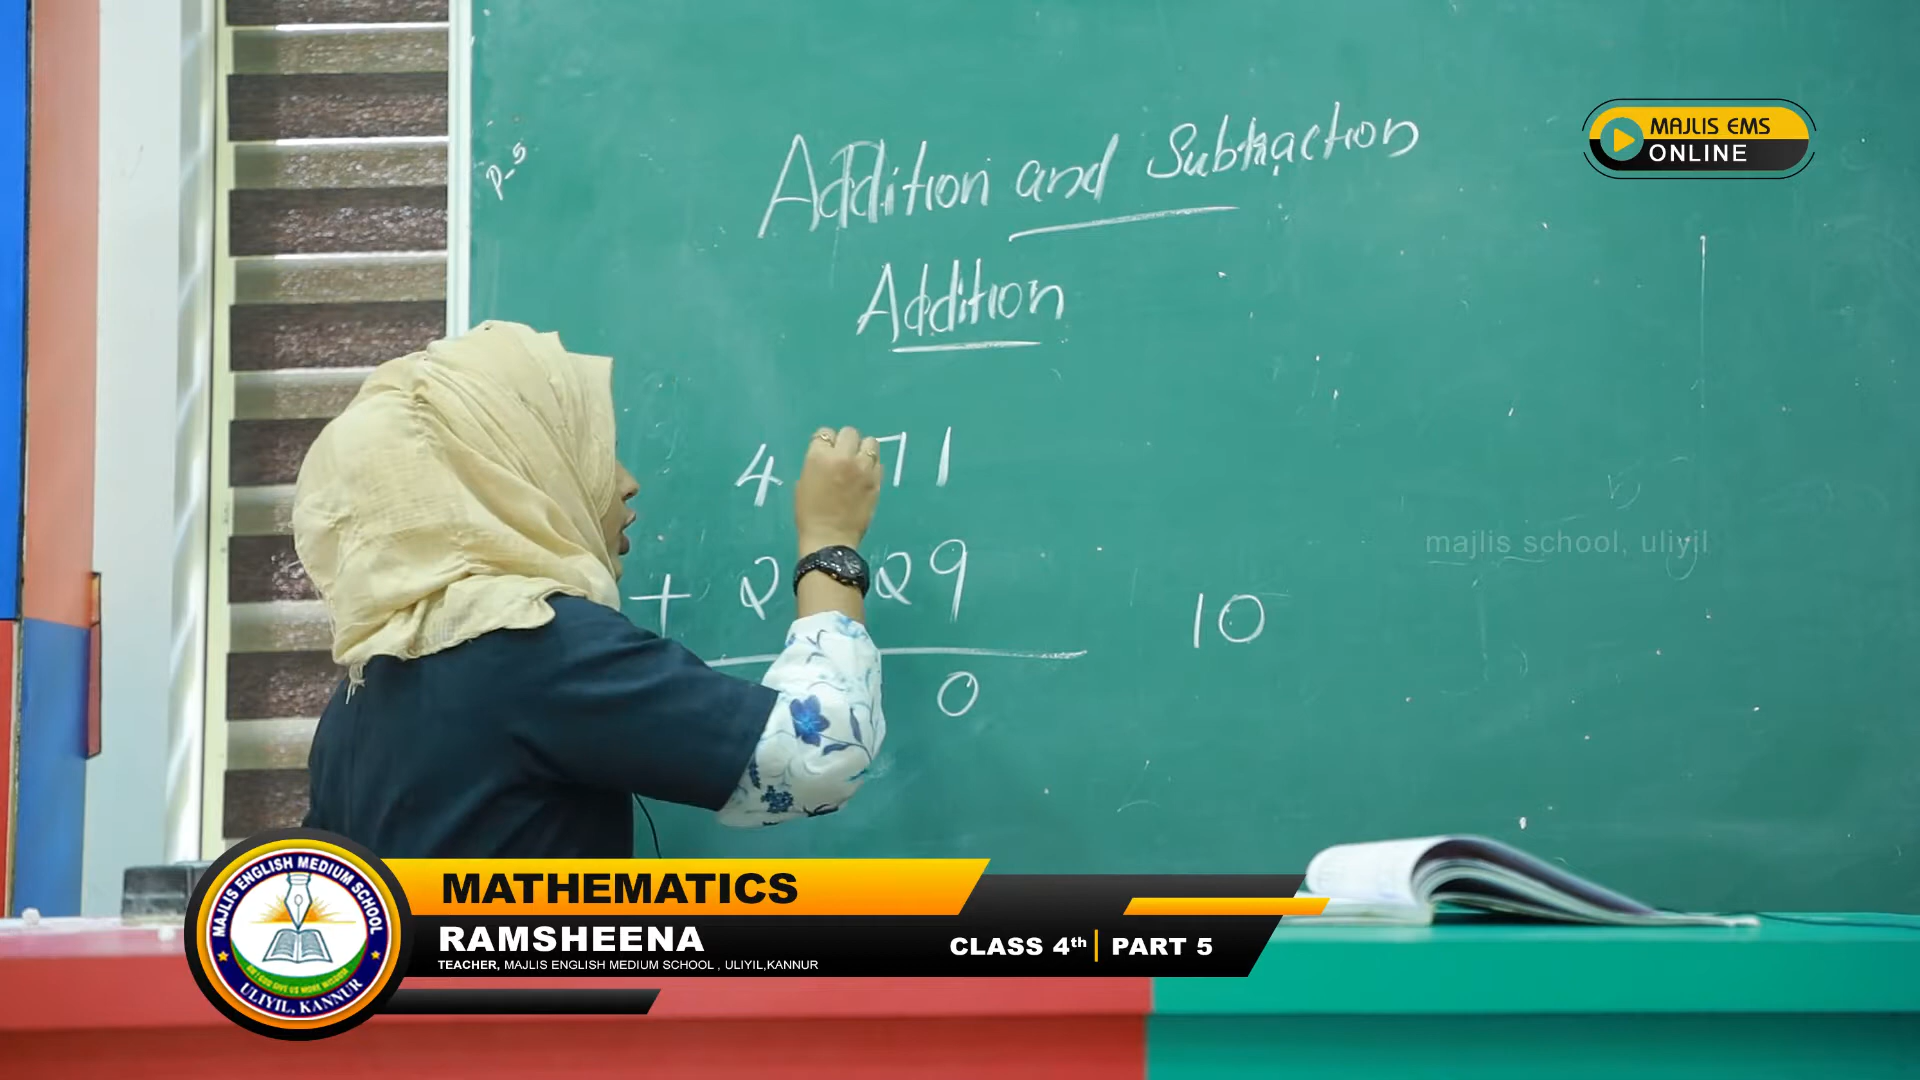 P-5
Addition and Subtraction
Addition
4 71
+ 2 29
0
10
MAJLIS EMS
ONLINE
majlis school, uliyil
MATHEMATICS
RAMSHEENA
TEACHER, MAJLIS ENGLISH MEDIUM SCHOOL , ULIYIL,KANNUR
CLASS 4th | PART 5
MAJLIS ENGLISH MEDIUM SCHOOL
ULIYIL, KANNUR